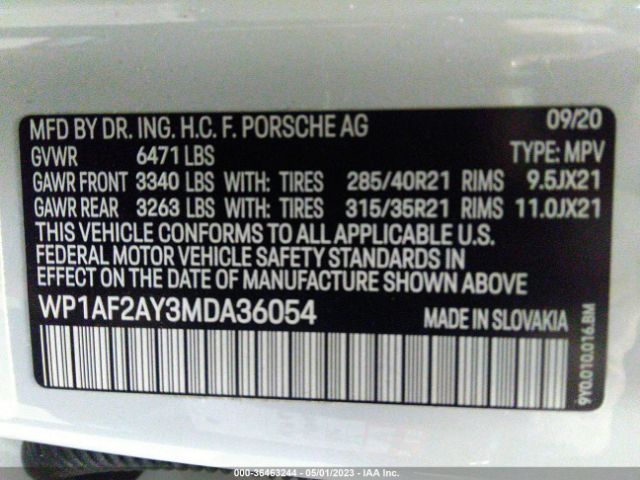 MFD BY DR. ING. H.C. F. PORSCHE AG 09/20
GVWR 6471 LBS TYPE: MPV
GAWR FRONT 3340 LBS WITH: TIRES 285/40R21 RIMS 9.5JX21
GAWR REAR 3263 LBS WITH: TIRES 315/35R21 RIMS 11.0JX21
THIS VEHICLE CONFORMS TO ALL APPLICABLE U.S.
FEDERAL MOTOR VEHICLE SAFETY STANDARDS IN
EFFECT ON THE DATE OF MANUFACTURE SHOWN ABOVE
WP1AF2AY3MDA36054 MADE IN SLOVAKIA
9Y0.010.016.BM
000-36463244 - 05/01/2023 - IAA Inc.